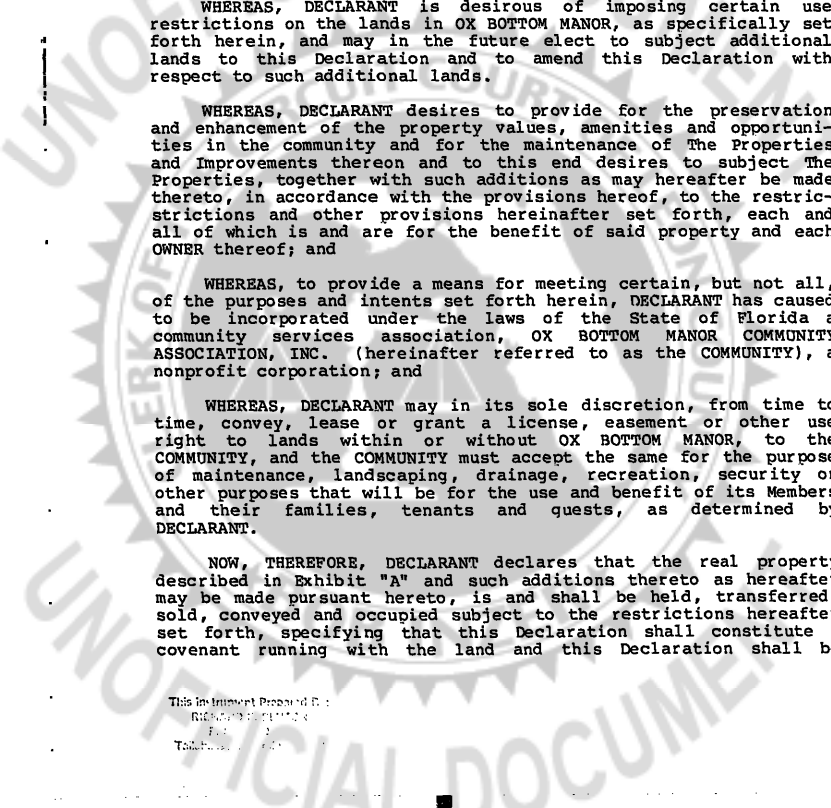 WHEREAS, DECLARANT is desirous of imposing certain use
restrictions on the lands in OX BOTTOM MANOR, as specifically set
forth herein, and may in the future elect to subject additional
lands to this Declaration and to amend this Declaration with
respect to such additional lands.
WHEREAS, DECLARANT desires to provide for the preservation
and enhancement of the property values, amenities and opportuni-
ties in the community and for the maintenance of The Properties
and Improvements thereon and to this end desires to subject The
Properties, together with such additions as may hereafter be made
thereto, in accordance with the provisions hereof, to the restric-
strictions and other provisions hereinafter set forth, each and
all of which is and are for the benefit of said property and each
OWNER thereof; and
WHEREAS, to provide a means for meeting certain, but not all,
of the purposes and intents set forth herein, DECLARANT has caused
to be incorporated under the laws of the State of Florida a
community services association, OX BOTTOM MANOR COMMUNITY
ASSOCIATION, INC. (hereinafter referred to as the COMMUNITY), a
nonprofit corporation; and
WHEREAS, DECLARANT may in its sole discretion, from time to
time, convey, lease or grant a license, easement or other use
right to lands within or without OX BOTTOM MANOR, to the
COMMUNITY, and the COMMUNITY must accept the same for the purpose
of maintenance, landscaping, drainage, recreation, security or
other purposes that will be for the use and benefit of its Members
and their families, tenants and quests, as determined by
DECLARANT.
NOW, THEREFORE, DECLARANT declares that the real property
described in Exhibit "A" and such additions thereto as hereafter
may be made pursuant hereto, is and shall be held, transferred
sold, conveyed and occupied subject to the restrictions hereafter
set forth, specifying that this Declaration shall constitute
covenant running with the land and this Declaration shall b
This Instrument Prepared
UNOFFICIAL DOCUMENT